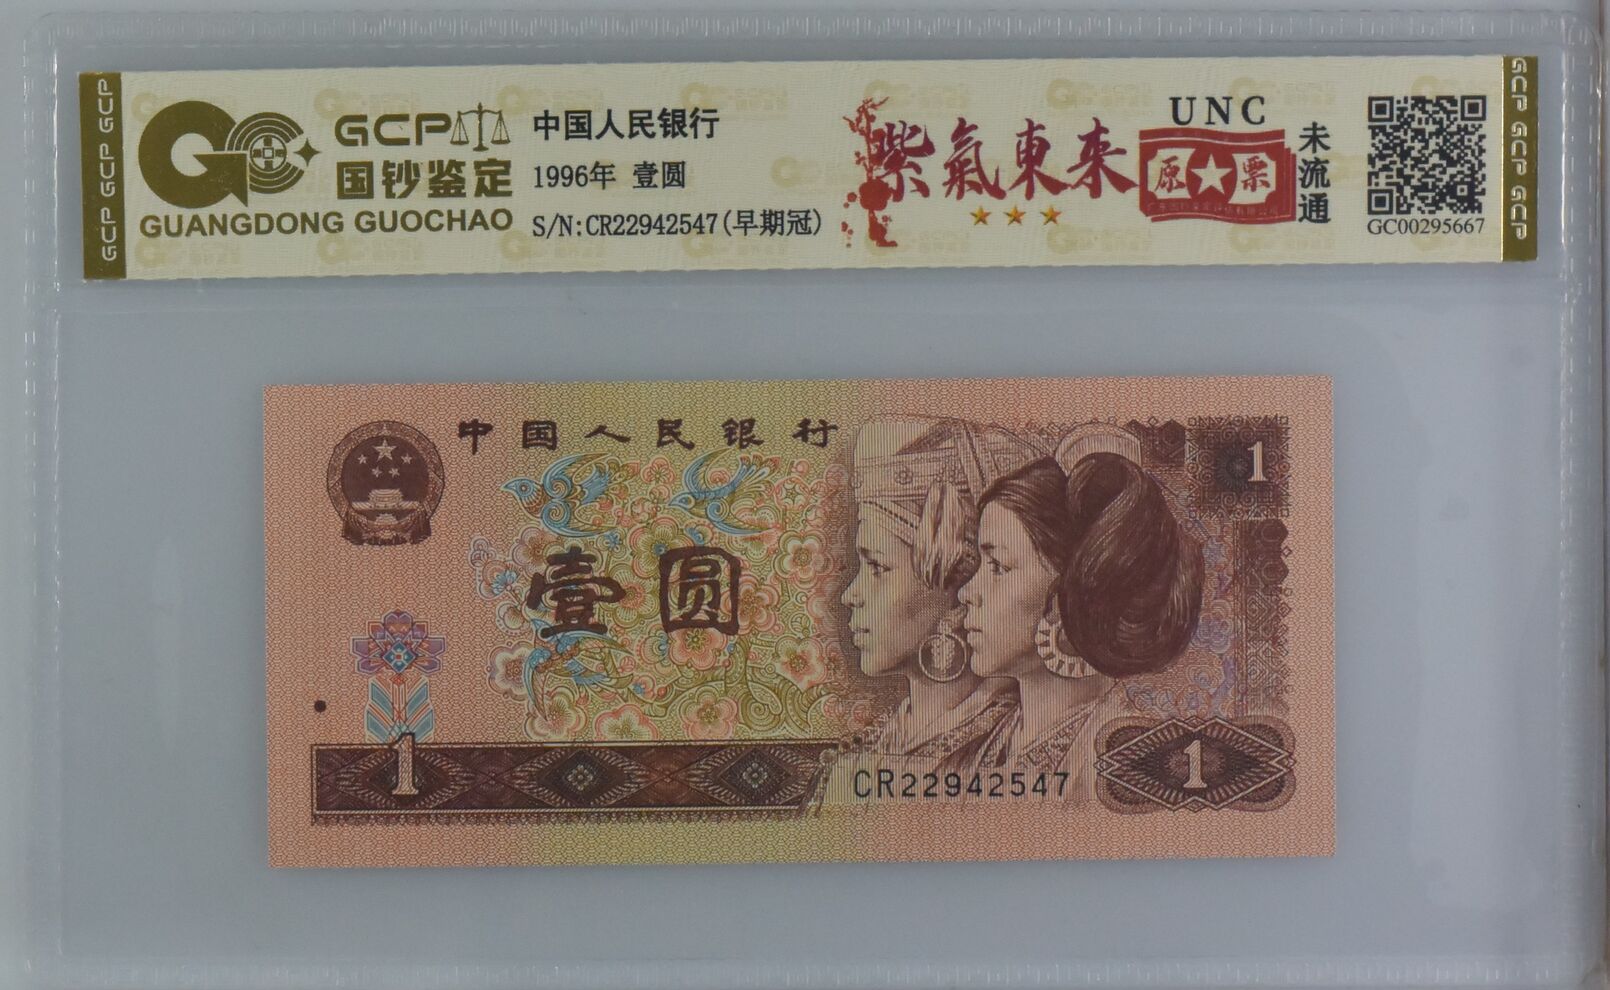 GCP GCP GCP
GCP
国钞鉴定
GUANGDONG GUOCHAO
中国人民银行
1996年 壹圆
S/N:CR22942547(早期冠)
紫氣東来
UNC
原票
未流通
GC00295667
GCP GCP GCP
中国人民银行
1
壹圆
1
CR22942547
1